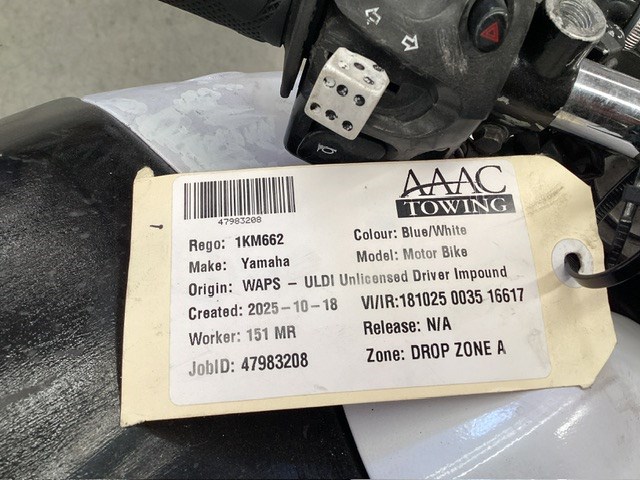 AAAC
TOWING
47983208
Rego: 1KM662
Colour: Blue/White
Make: Yamaha
Model: Motor Bike
Origin: WAPS - ULDI Unlicensed Driver Impound
Created: 2025-10-18
VI/IR:181025 0035 16617
Worker: 151 MR
Release: N/A
JobID: 47983208
Zone: DROP ZONE A